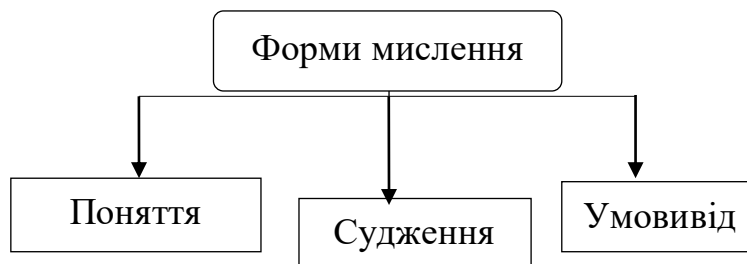 Форми мислення
Поняття
Судження
Умовивід